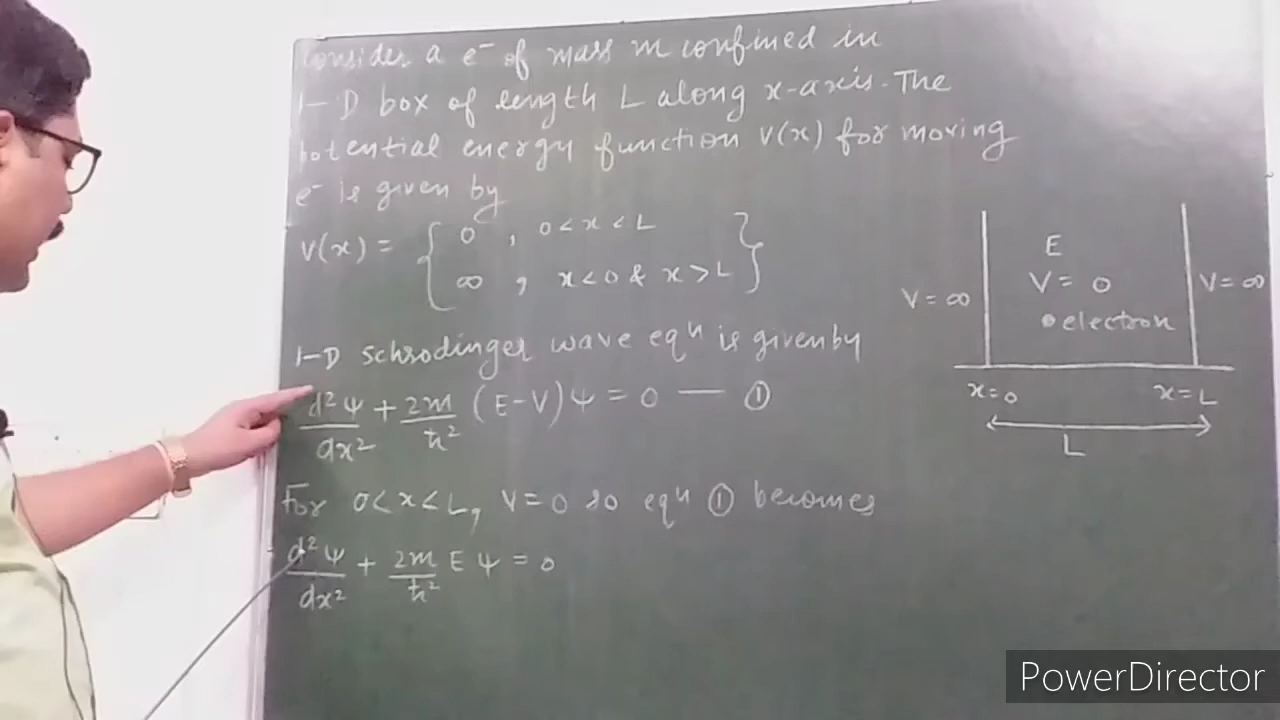 Consider a e⁻ of mass m confined in
1-D box of length L along x-axis. The
potential energy function V(x) for moving
e⁻ is given by
V(x) = { 0 , 0<x<L
∞ , x<0 & x>L }
1-D schrodinger wave eqⁿ is given by
d²ψ/dx² + 2m/ħ² (E-V)ψ = 0 — ①
For 0<x<L, V=0 so eqⁿ ① becomes
d²ψ/dx² + 2m/ħ² E ψ = 0
E
V = ∞ V = 0 V = ∞
electron
x=0 x=L
L
PowerDirector